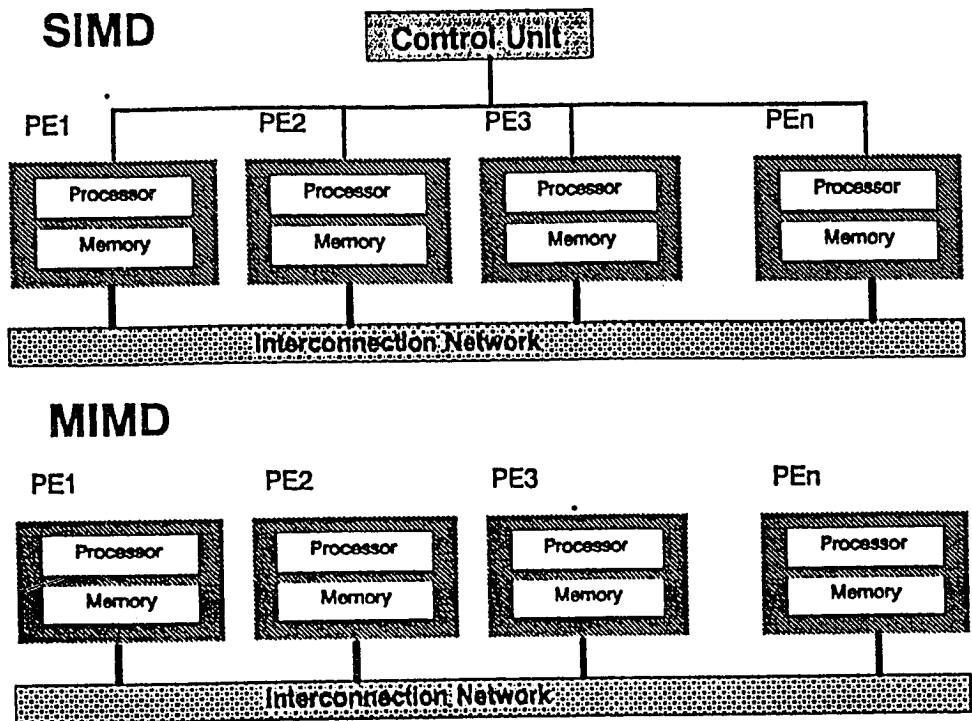 SIMD
Control Unit
PE1 PE2 PE3 PEn
Processor Processor Processor Processor
Memory Memory Memory Memory
Interconnection Network
MIMD
PE1 PE2 PE3 PEn
Processor Processor Processor Processor
Memory Memory Memory Memory
Interconnection Network